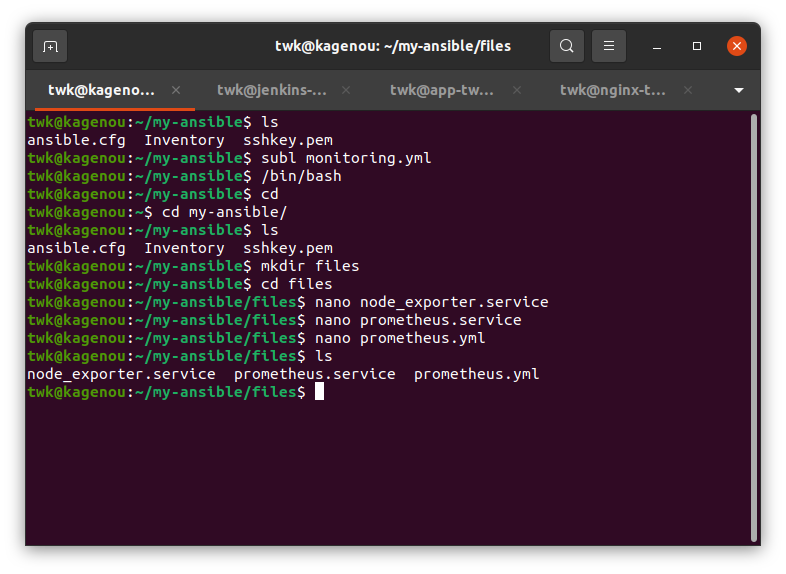 twk@kagenou: ~/my-ansible/files
twk@kageno... × twk@jenkins-... × twk@app-tw... × twk@nginx-t... ×
twk@kagenou:~/my-ansible$ ls
ansible.cfg  Inventory  sshkey.pem
twk@kagenou:~/my-ansible$ subl monitoring.yml
twk@kagenou:~/my-ansible$ /bin/bash
twk@kagenou:~/my-ansible$ cd
twk@kagenou:~$ cd my-ansible/
twk@kagenou:~/my-ansible$ ls
ansible.cfg  Inventory  sshkey.pem
twk@kagenou:~/my-ansible$ mkdir files
twk@kagenou:~/my-ansible$ cd files
twk@kagenou:~/my-ansible/files$ nano node_exporter.service
twk@kagenou:~/my-ansible/files$ nano prometheus.service
twk@kagenou:~/my-ansible/files$ nano prometheus.yml
twk@kagenou:~/my-ansible/files$ ls
node_exporter.service  prometheus.service  prometheus.yml
twk@kagenou:~/my-ansible/files$